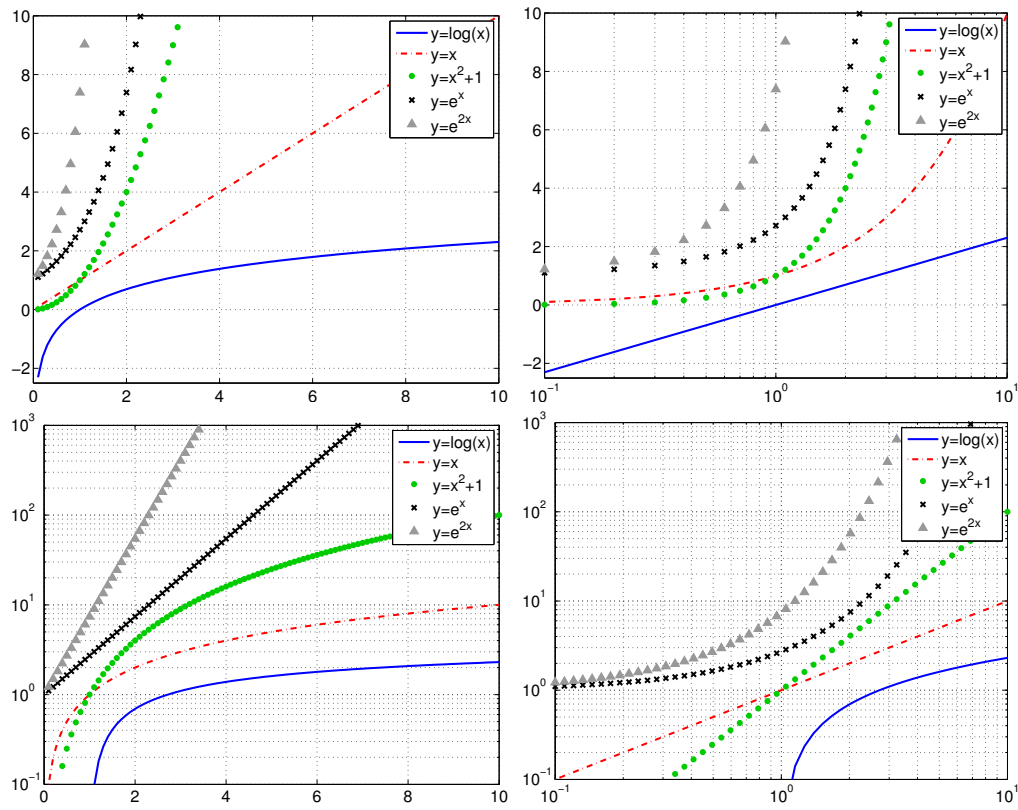 10
8
6
4
2
0
−2
0 2 4 6 8 10
y=log(x)
y=x
y=x²+1
y=eˣ
y=e²ˣ
10
8
6
4
2
0
−2
10⁻¹ 10⁰ 10¹
y=log(x)
y=x
y=x²+1
y=eˣ
y=e²ˣ
10³
10²
10¹
10⁰
10⁻¹
0 2 4 6 8 10
y=log(x)
y=x
y=x²+1
y=eˣ
y=e²ˣ
10³
10²
10¹
10⁰
10⁻¹
10⁻¹ 10⁰ 10¹
y=log(x)
y=x
y=x²+1
y=eˣ
y=e²ˣ